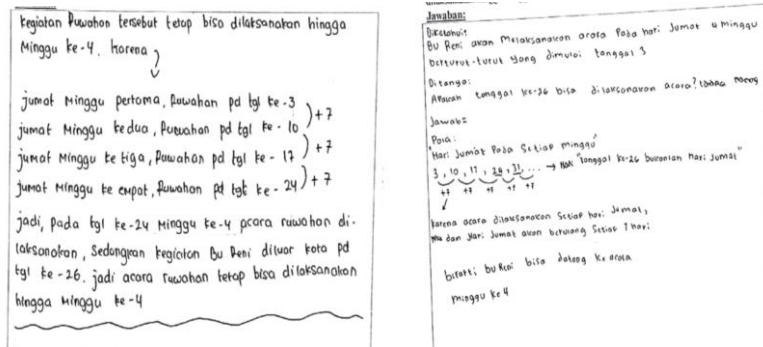 kegiatan Ruwahan tersebut tetap bisa dilaksanakan hingga
Minggu ke-4. karena
jumat Minggu pertama, Ruwahan pd tgl ke-3
jumat Minggu kedua, Ruwahan pd tgl ke-10
jumat Minggu ke tiga, Ruwahan pd tgl ke-17
jumat Minggu ke empat, Ruwahan pd tgl ke-24
+7
+7
+7
jadi, pada tgl ke-24 Minggu ke-4 acara ruwahan di-
laksanakan, Sedangkan kegiatan Bu Reni diluar kota pd
tgl ke-26. jadi acara ruwahan tetap bisa dilaksanakan
hingga Minggu ke-4
Jawaban:
Diketahui:
Bu Reni akan Melaksanakan acara Pada hari Jumat 4 minggu
berturut-turut yang dimulai tanggal 3
Ditanya:
Apakah tanggal ke-26 bisa dilaksanakan acara?
Jawab:
Pola:
"Hari Jum'at Pada Setiap minggu"
3, 10, 17, 24, 31, ... → "tanggal ke-26 bukanlah Hari Jumat"
+7 +7 +7 +7 +7
karena acara dilaksanakan Setiap hari Jumat,
dan Hari Jumat akan berulang Setiap 7 hari
berarti bu Reni bisa datang ke acara
minggu ke 4